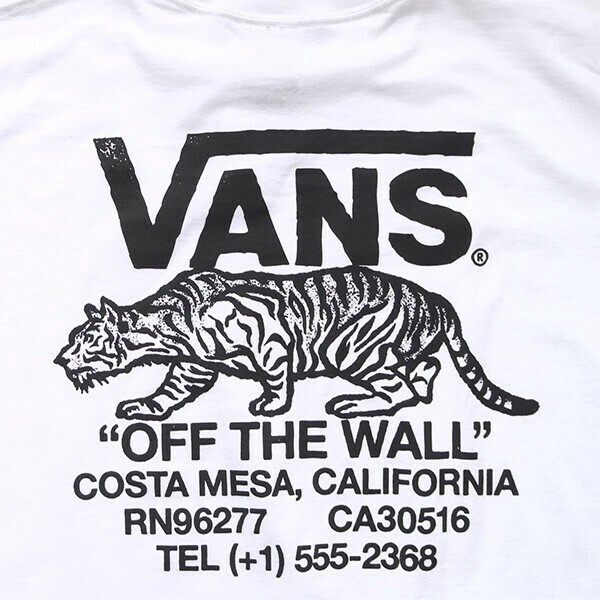 VANS®
"OFF THE WALL"
COSTA MESA, CALIFORNIA
RN96277 CA30516
TEL (+1) 555-2368